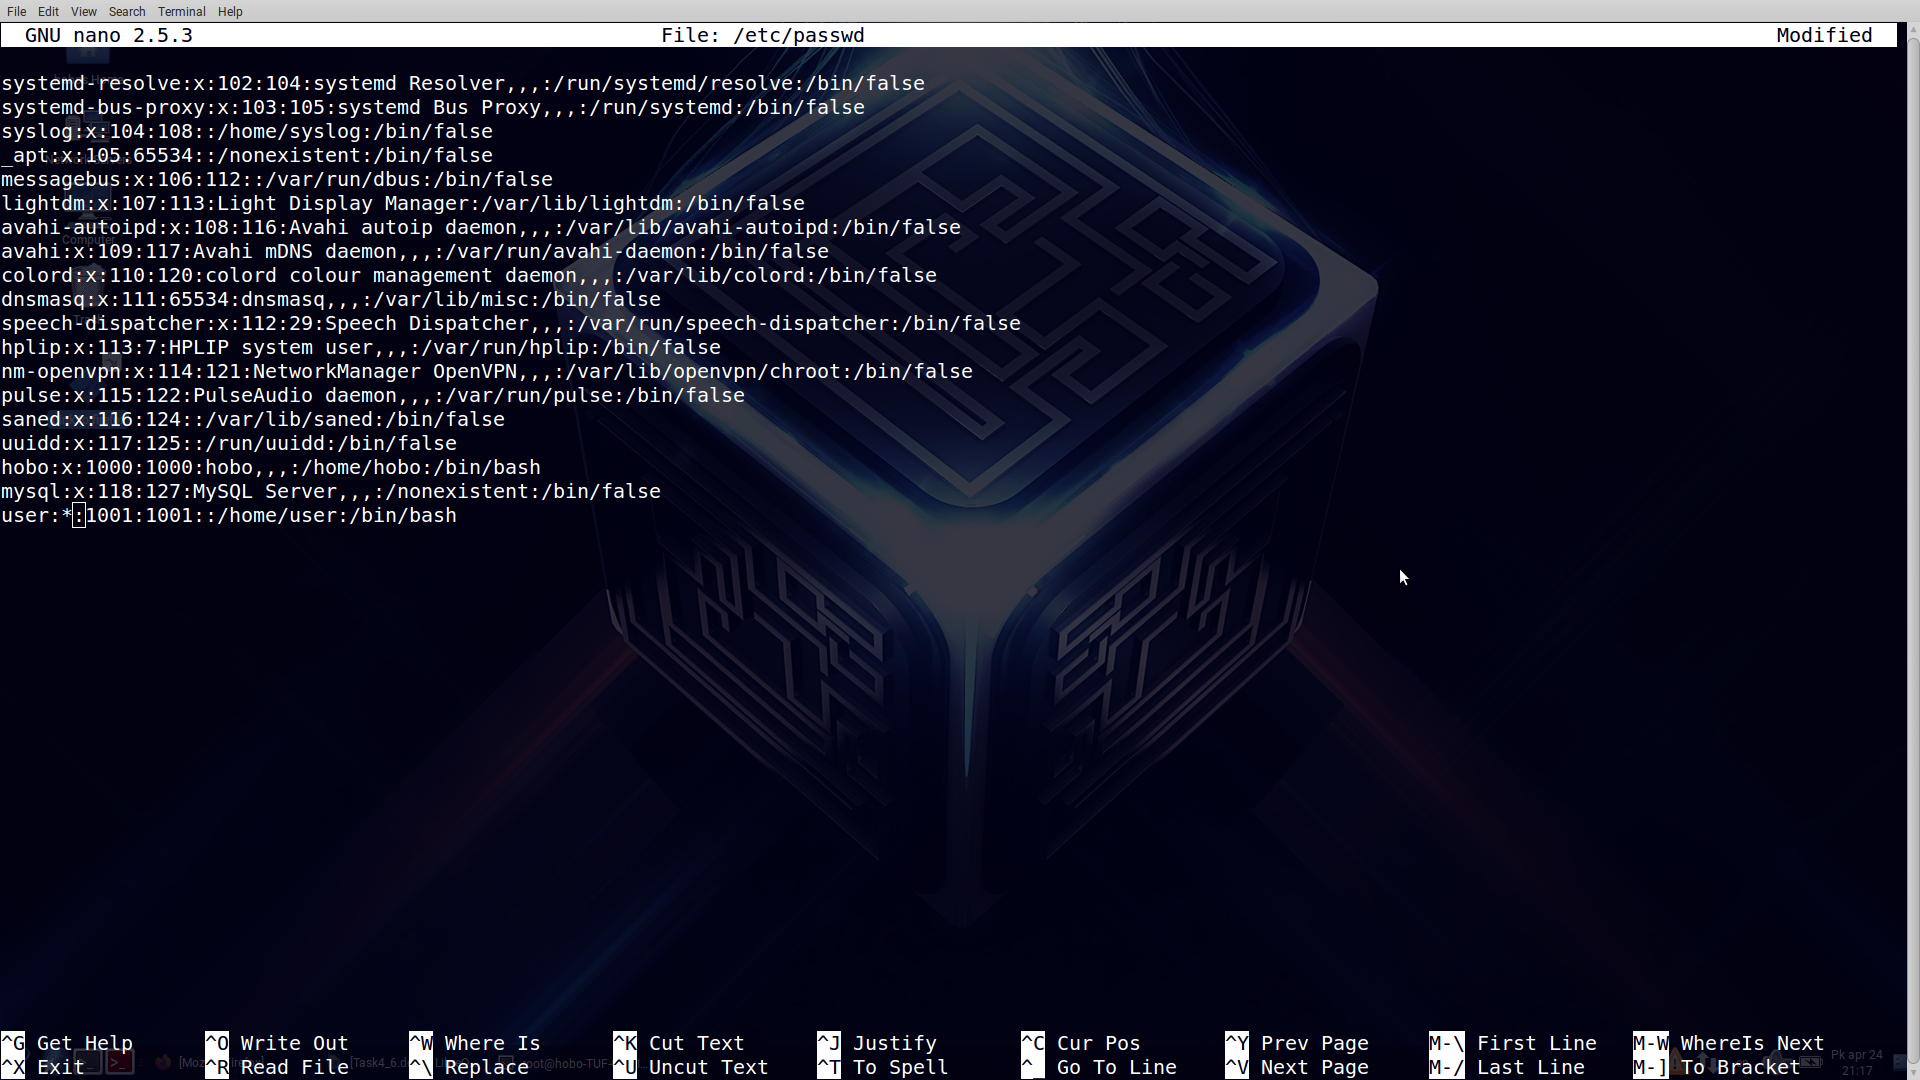 File Edit View Search Terminal Help
GNU nano 2.5.3 File: /etc/passwd Modified
systemd-resolve:x:102:104:systemd Resolver,,,:/run/systemd/resolve:/bin/false
systemd-bus-proxy:x:103:105:systemd Bus Proxy,,,:/run/systemd:/bin/false
syslog:x:104:108::/home/syslog:/bin/false
_apt:x:105:65534::/nonexistent:/bin/false
messagebus:x:106:112::/var/run/dbus:/bin/false
lightdm:x:107:113:Light Display Manager:/var/lib/lightdm:/bin/false
avahi-autoipd:x:108:116:Avahi autoip daemon,,,:/var/lib/avahi-autoipd:/bin/false
avahi:x:109:117:Avahi mDNS daemon,,,:/var/run/avahi-daemon:/bin/false
colord:x:110:120:colord colour management daemon,,,:/var/lib/colord:/bin/false
dnsmasq:x:111:65534:dnsmasq,,,:/var/lib/misc:/bin/false
speech-dispatcher:x:112:29:Speech Dispatcher,,,:/var/run/speech-dispatcher:/bin/false
hplip:x:113:7:HPLIP system user,,,:/var/run/hplip:/bin/false
nm-openvpn:x:114:121:NetworkManager OpenVPN,,,:/var/lib/openvpn/chroot:/bin/false
pulse:x:115:122:PulseAudio daemon,,,:/var/run/pulse:/bin/false
saned:x:116:124::/var/lib/saned:/bin/false
uuidd:x:117:125::/run/uuidd:/bin/false
hobo:x:1000:1000:hobo,,,:/home/hobo:/bin/bash
mysql:x:118:127:MySQL Server,,,:/nonexistent:/bin/false
user:*:1001:1001::/home/user:/bin/bash
^G Get Help ^O Write Out ^W Where Is ^K Cut Text ^J Justify ^C Cur Pos ^Y Prev Page M-\ First Line M-W WhereIs Next
^X Exit ^R Read File ^\ Replace ^U Uncut Text ^T To Spell ^_ Go To Line ^V Next Page M-/ Last Line M-] To Bracket
Pk apr 24
21:17